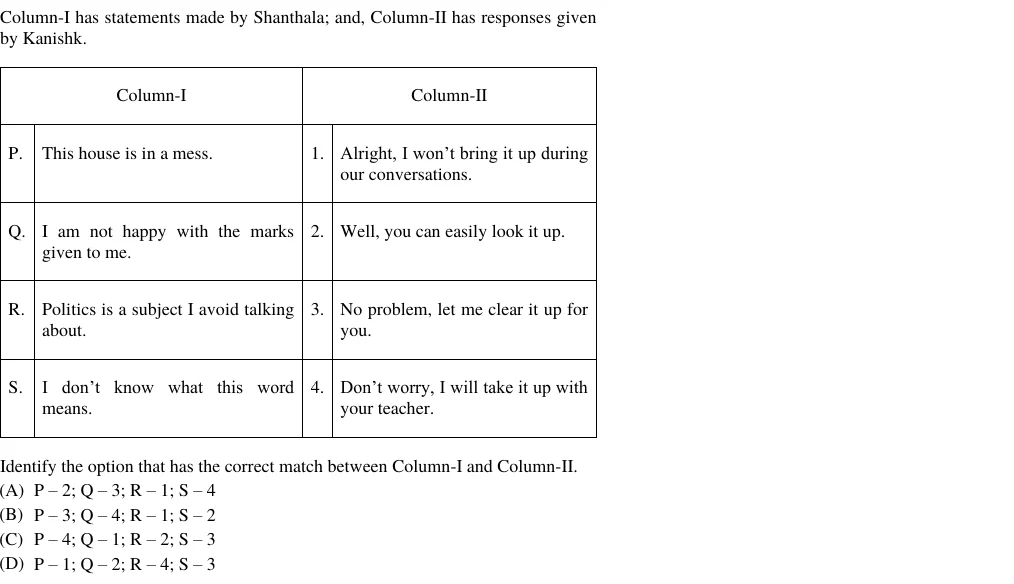 Column-I has statements made by Shanthala; and, Column-II has responses given
by Kanishk.
Column-I
Column-II
P.
This house is in a mess.
1.
Alright, I won't bring it up during
our conversations.
Q.
I am not happy with the marks
given to me.
2.
Well, you can easily look it up.
R.
Politics is a subject I avoid talking
about.
3.
No problem, let me clear it up for
you.
S.
I don't know what this word
means.
4.
Don't worry, I will take it up with
your teacher.
Identify the option that has the correct match between Column-I and Column-II.
(A) P – 2; Q – 3; R – 1; S – 4
(B) P – 3; Q – 4; R – 1; S – 2
(C) P – 4; Q – 1; R – 2; S – 3
(D) P – 1; Q – 2; R – 4; S – 3